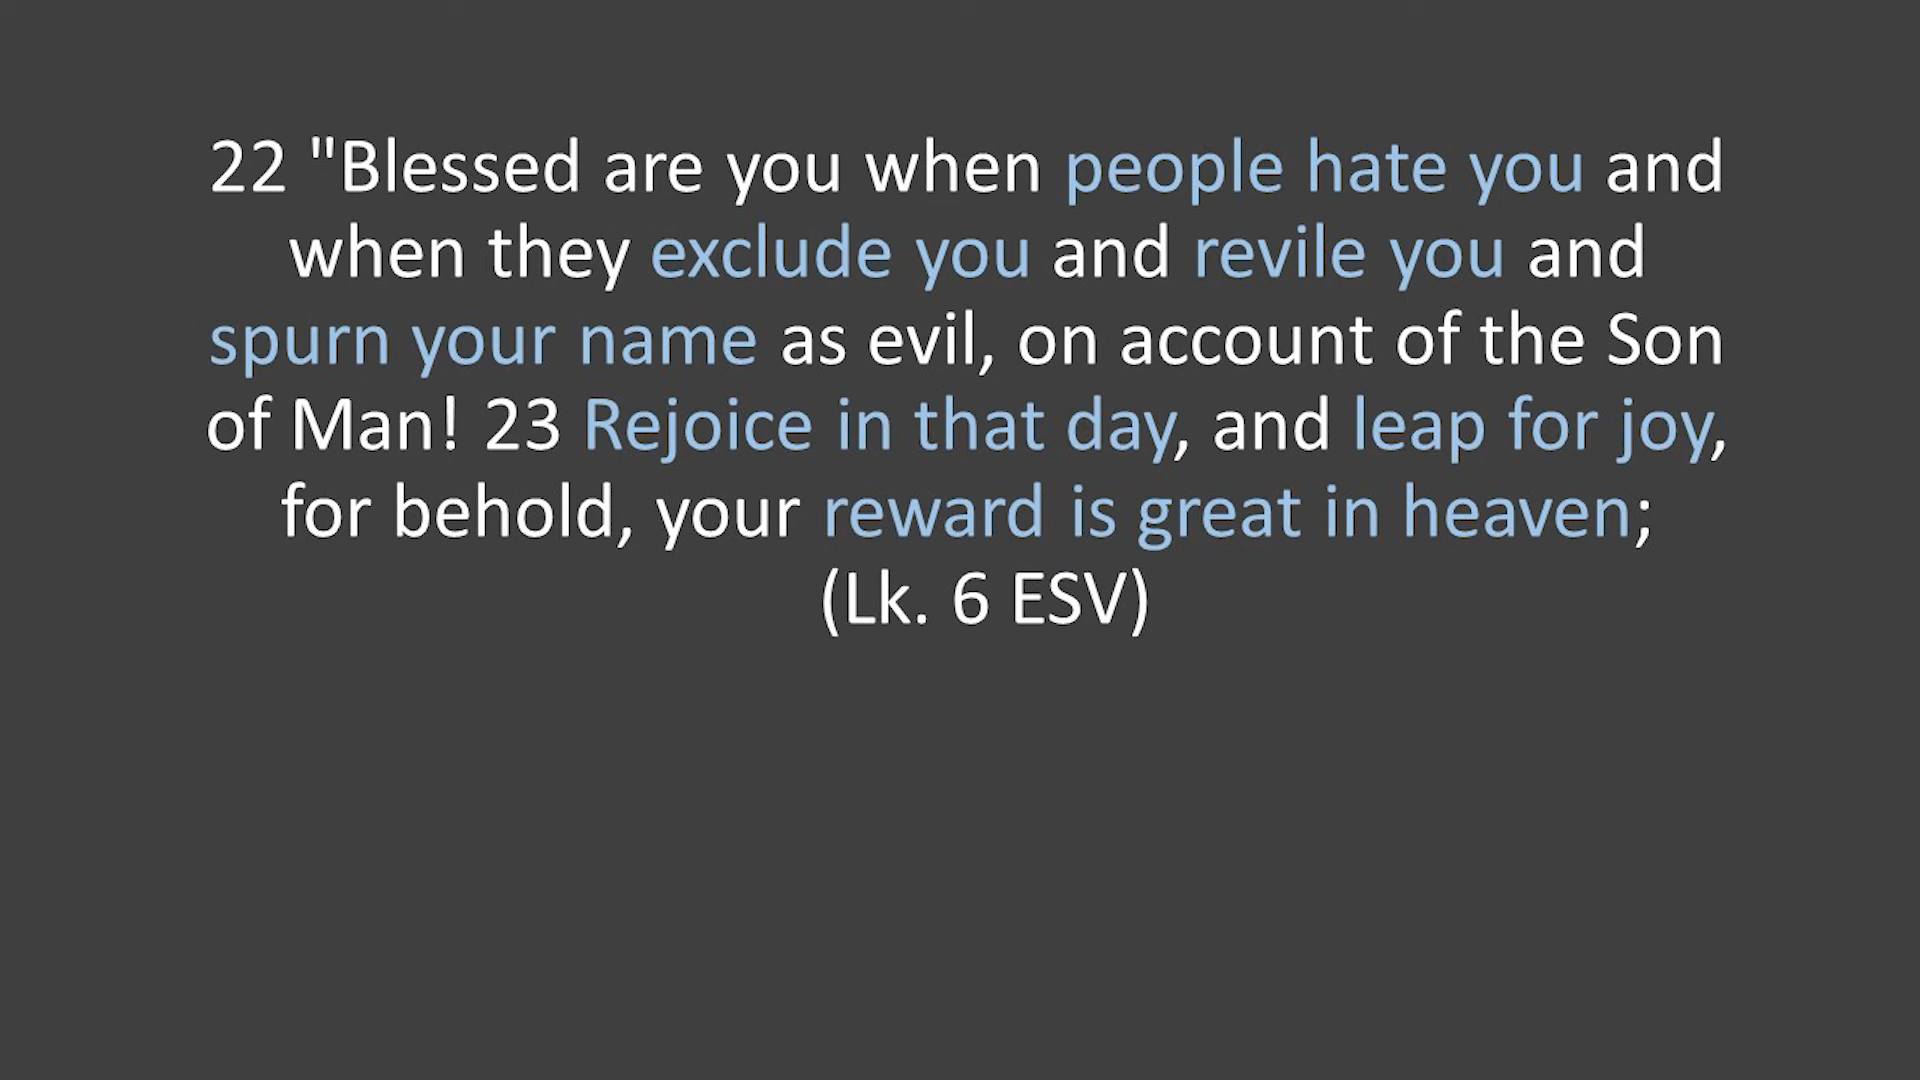 22 "Blessed are you when people hate you and
when they exclude you and revile you and
spurn your name as evil, on account of the Son
of Man! 23 Rejoice in that day, and leap for joy,
for behold, your reward is great in heaven;
(Lk. 6 ESV)